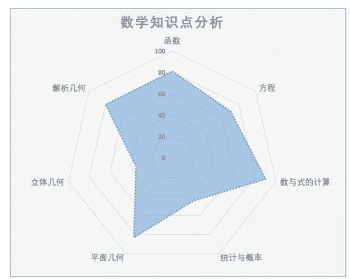 数学知识点分析
函数
100
80
60
40
20
0
方程
数与式的计算
统计与概率
平面几何
立体几何
解析几何